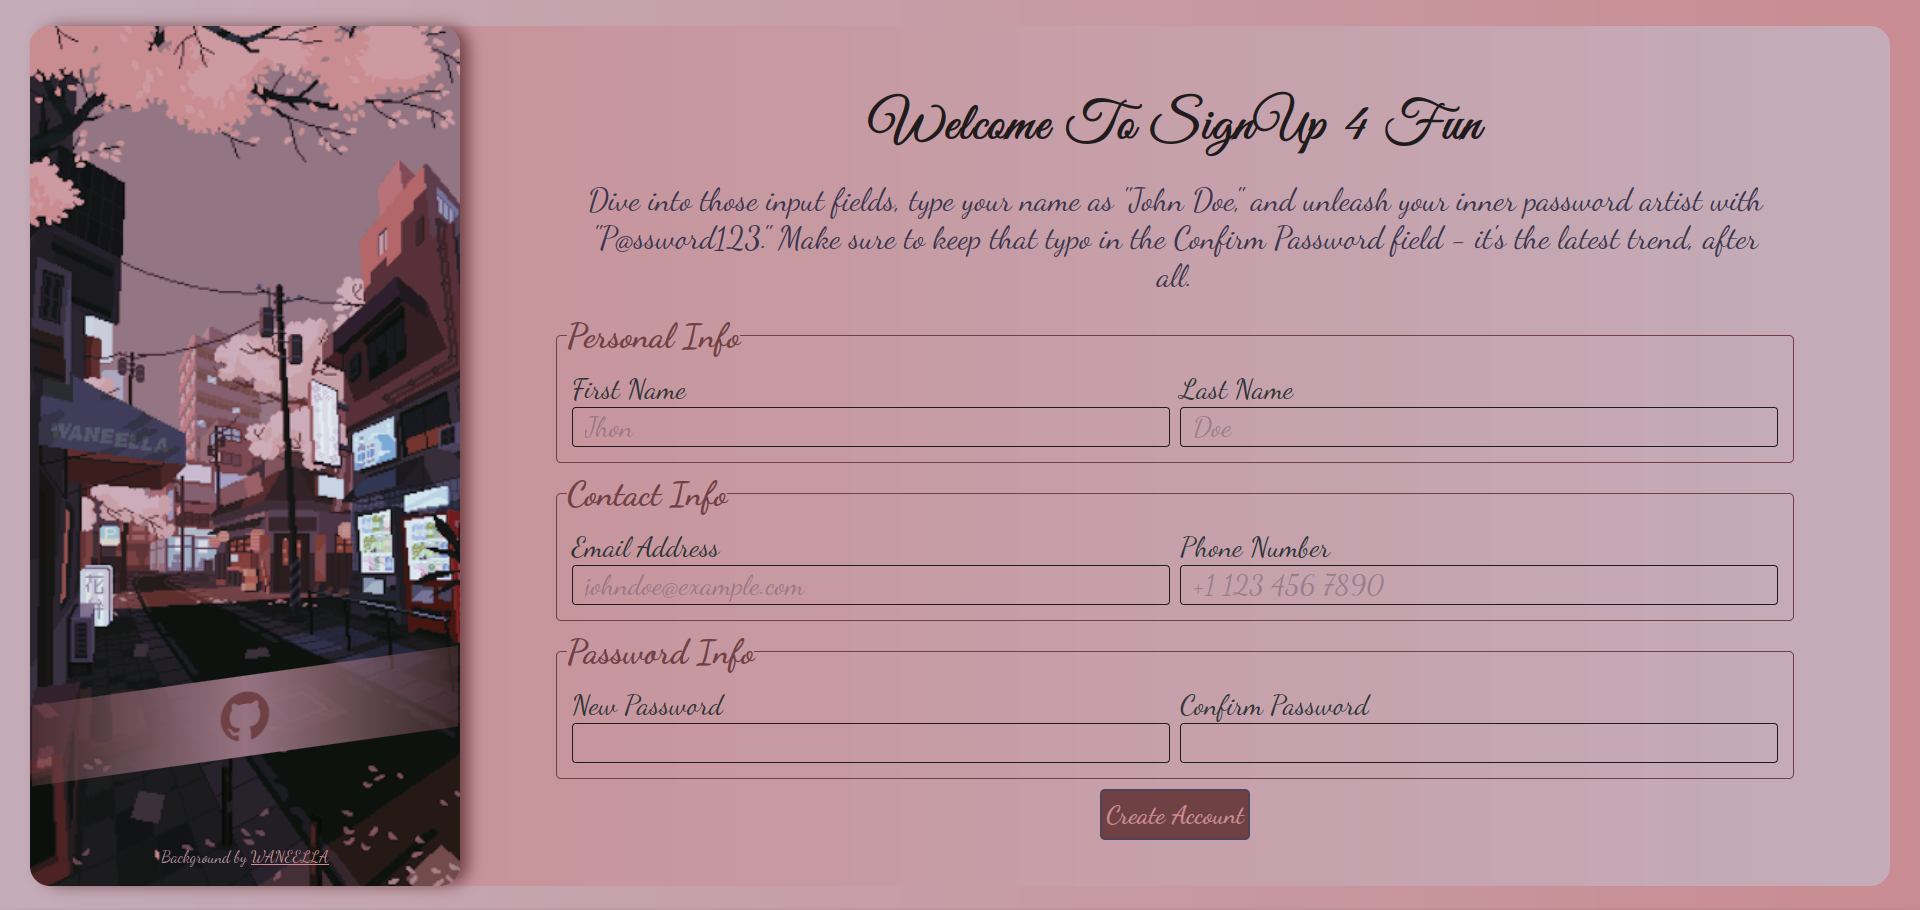 Welcome To SignUp 4 Fun
Dive into those input fields, type your name as "John Doe," and unleash your inner password artist with
"P@ssword123." Make sure to keep that typo in the Confirm Password field - it's the latest trend, after
all.
Personal Info
First Name
Last Name
Jhon
Doe
Contact Info
Email Address
Phone Number
johndoe@example.com
+1 123 456 7890
Password Info
New Password
Confirm Password
Create Account
WANEELLA
花
Background by WANEELLA